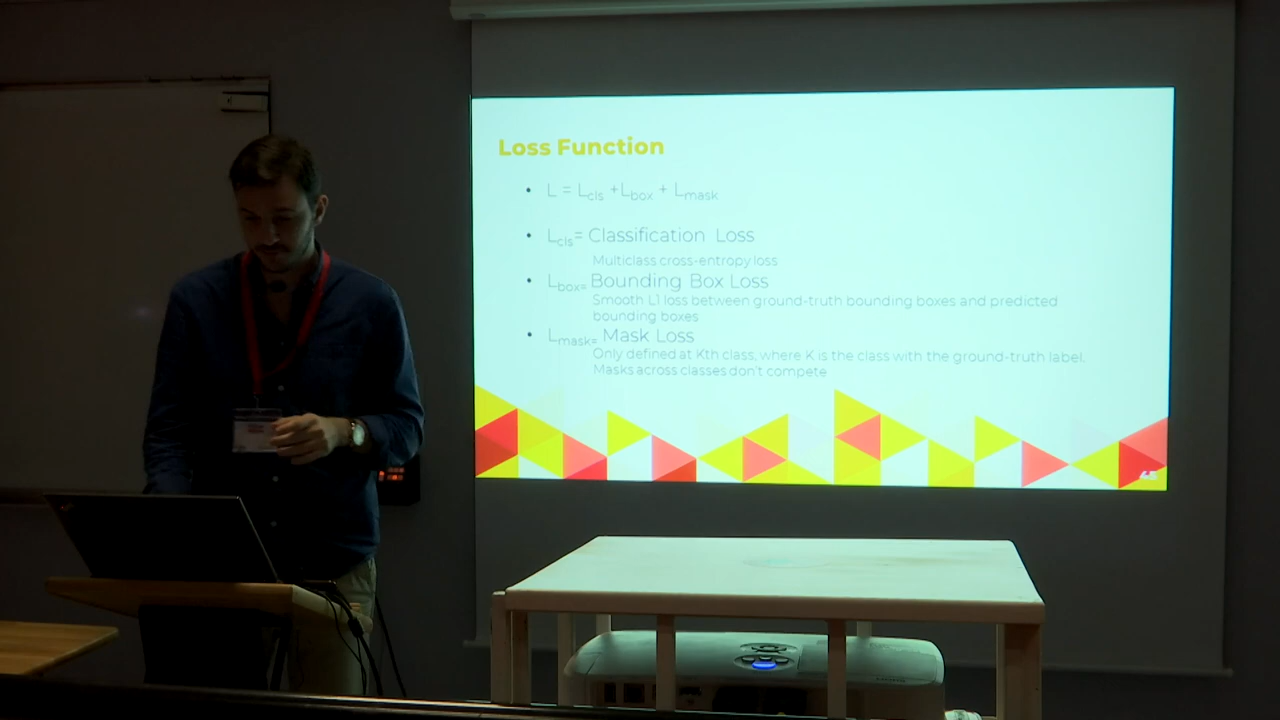 Loss Function
• L = Lcls +Lbox + Lmask
• Lcls= Classification Loss
Multiclass cross-entropy loss
• Lbox= Bounding Box Loss
Smooth L1 loss between ground-truth bounding boxes and predicted
bounding boxes
• Lmask= Mask Loss
Only defined at Kth class, where K is the class with the ground-truth label.
Masks across classes don't compete